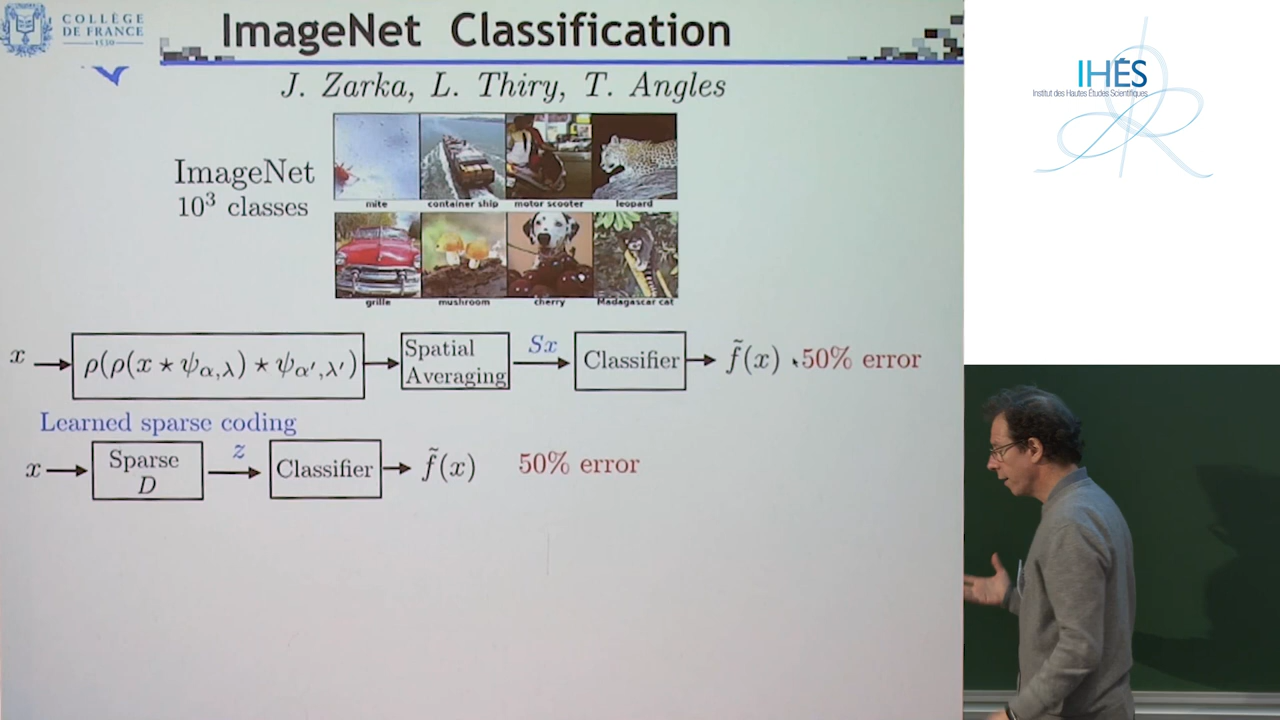 COLLÈGE
DE FRANCE
1530
ImageNet Classification
J. Zarka, L. Thiry, T. Angles
ImageNet
10³ classes
mite container ship motor scooter leopard
grille mushroom cherry Madagascar cat
x ρ(ρ(x ⋆ ψ_{α,λ}) ⋆ ψ_{α′,λ′}) Spatial Averaging Sx Classifier f̃(x) 50% error
Learned sparse coding
x Sparse D z Classifier f̃(x) 50% error
IHÉS
Institut des Hautes Études Scientifiques